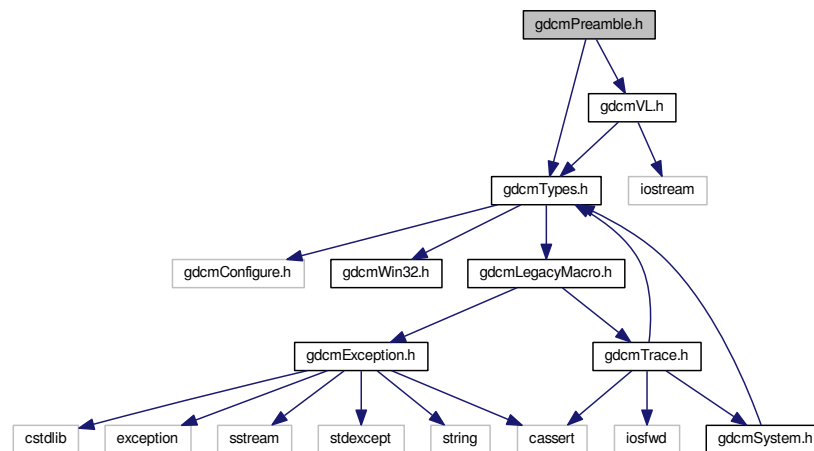 gdcmPreamble.h
gdcmVL.h
gdcmTypes.h
iostream
gdcmConfigure.h
gdcmWin32.h
gdcmLegacyMacro.h
gdcmException.h
gdcmTrace.h
cstdlib
exception
sstream
stdexcept
string
cassert
iosfwd
gdcmSystem.h